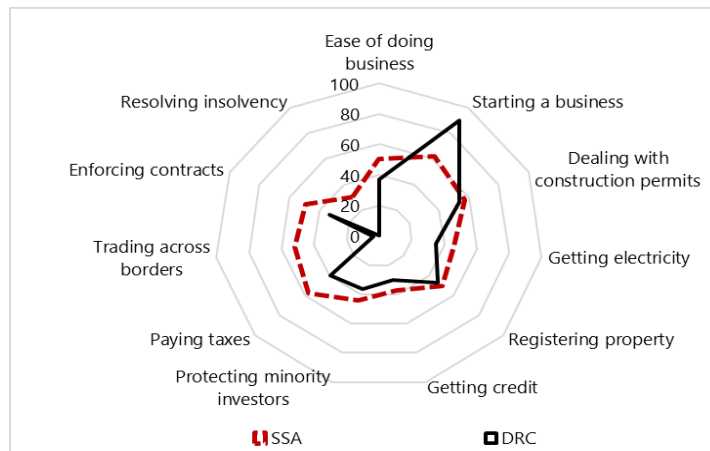 Ease of doing
business
100
80
60
40
20
0
Resolving insolvency
Starting a business
Enforcing contracts
Dealing with
construction permits
Trading across
borders
Getting electricity
Paying taxes
Registering property
Protecting minority
investors
Getting credit
SSA
DRC